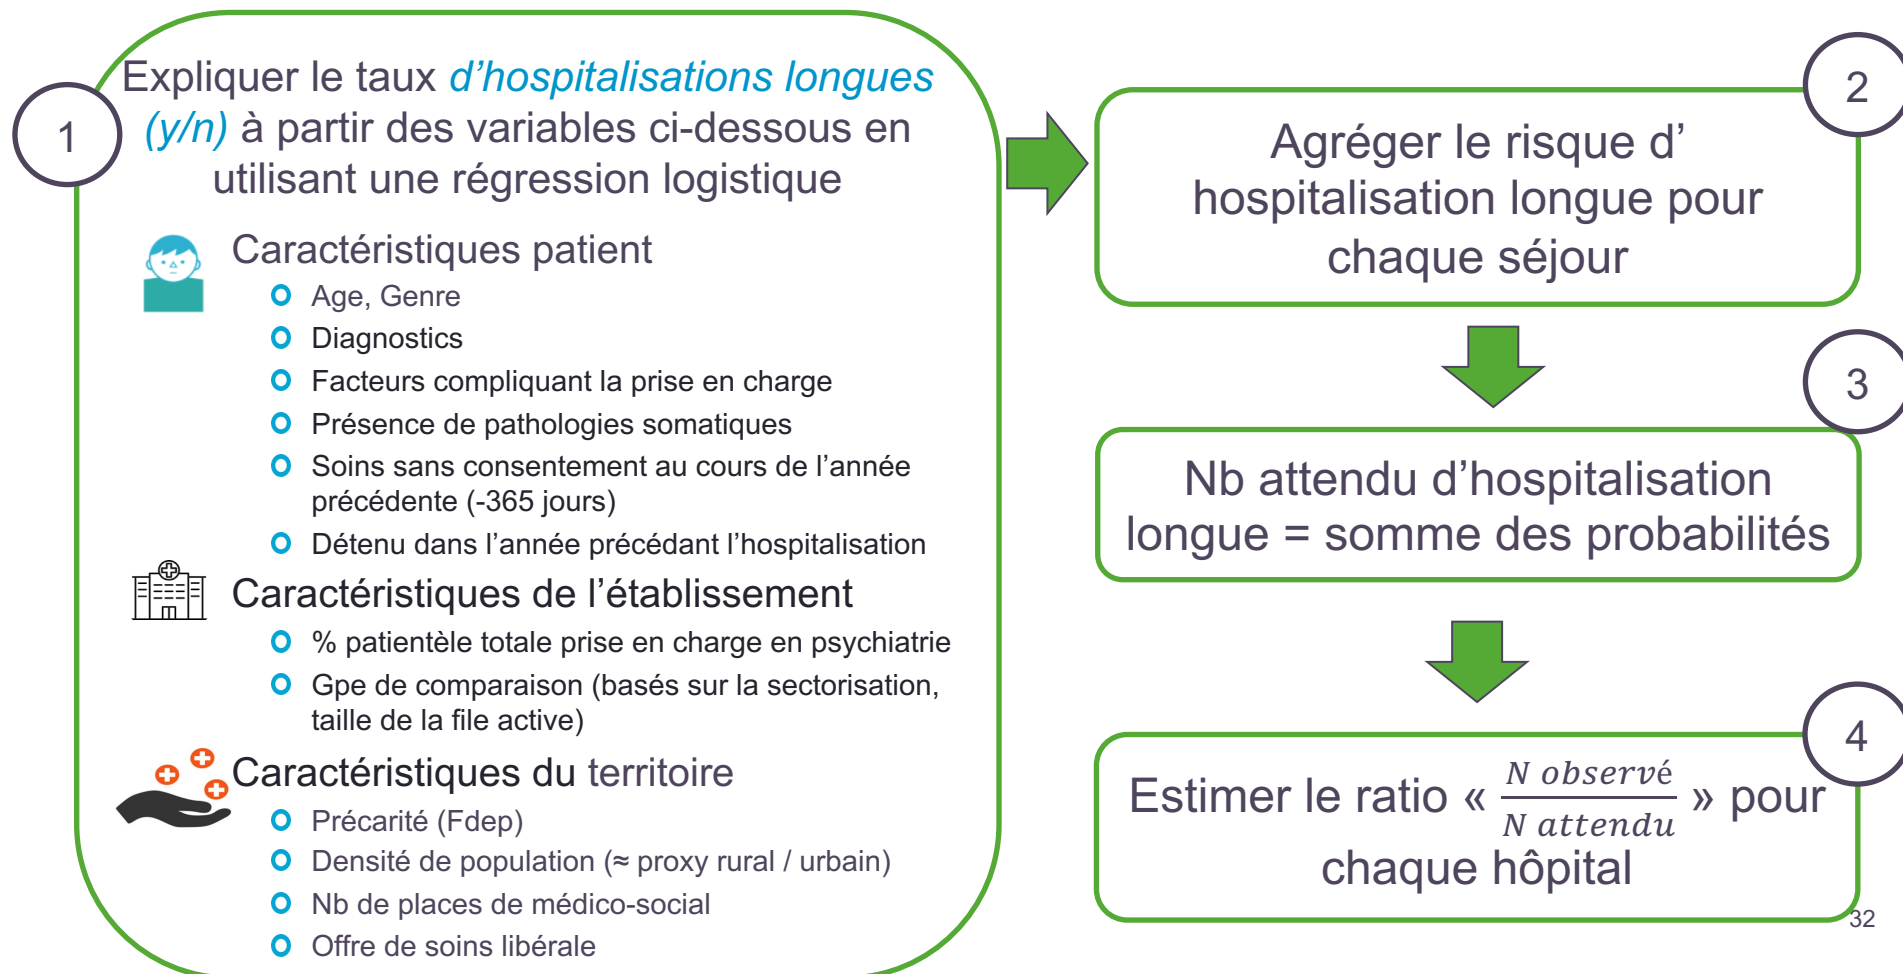 1
Expliquer le taux d’hospitalisations longues
(y/n) à partir des variables ci-dessous en
utilisant une régression logistique
Caractéristiques patient
Age, Genre
Diagnostics
Facteurs compliquant la prise en charge
Présence de pathologies somatiques
Soins sans consentement au cours de l’année
précédente (-365 jours)
Détenu dans l’année précédant l’hospitalisation
Caractéristiques de l’établissement
% patientèle totale prise en charge en psychiatrie
Gpe de comparaison (basés sur la sectorisation,
taille de la file active)
Caractéristiques du territoire
Précarité (Fdep)
Densité de population (≈ proxy rural / urbain)
Nb de places de médico-social
Offre de soins libérale
2
Agréger le risque d’
hospitalisation longue pour
chaque séjour
3
Nb attendu d’hospitalisation
longue = somme des probabilités
4
Estimer le ratio « N observé / N attendu » pour
chaque hôpital
32